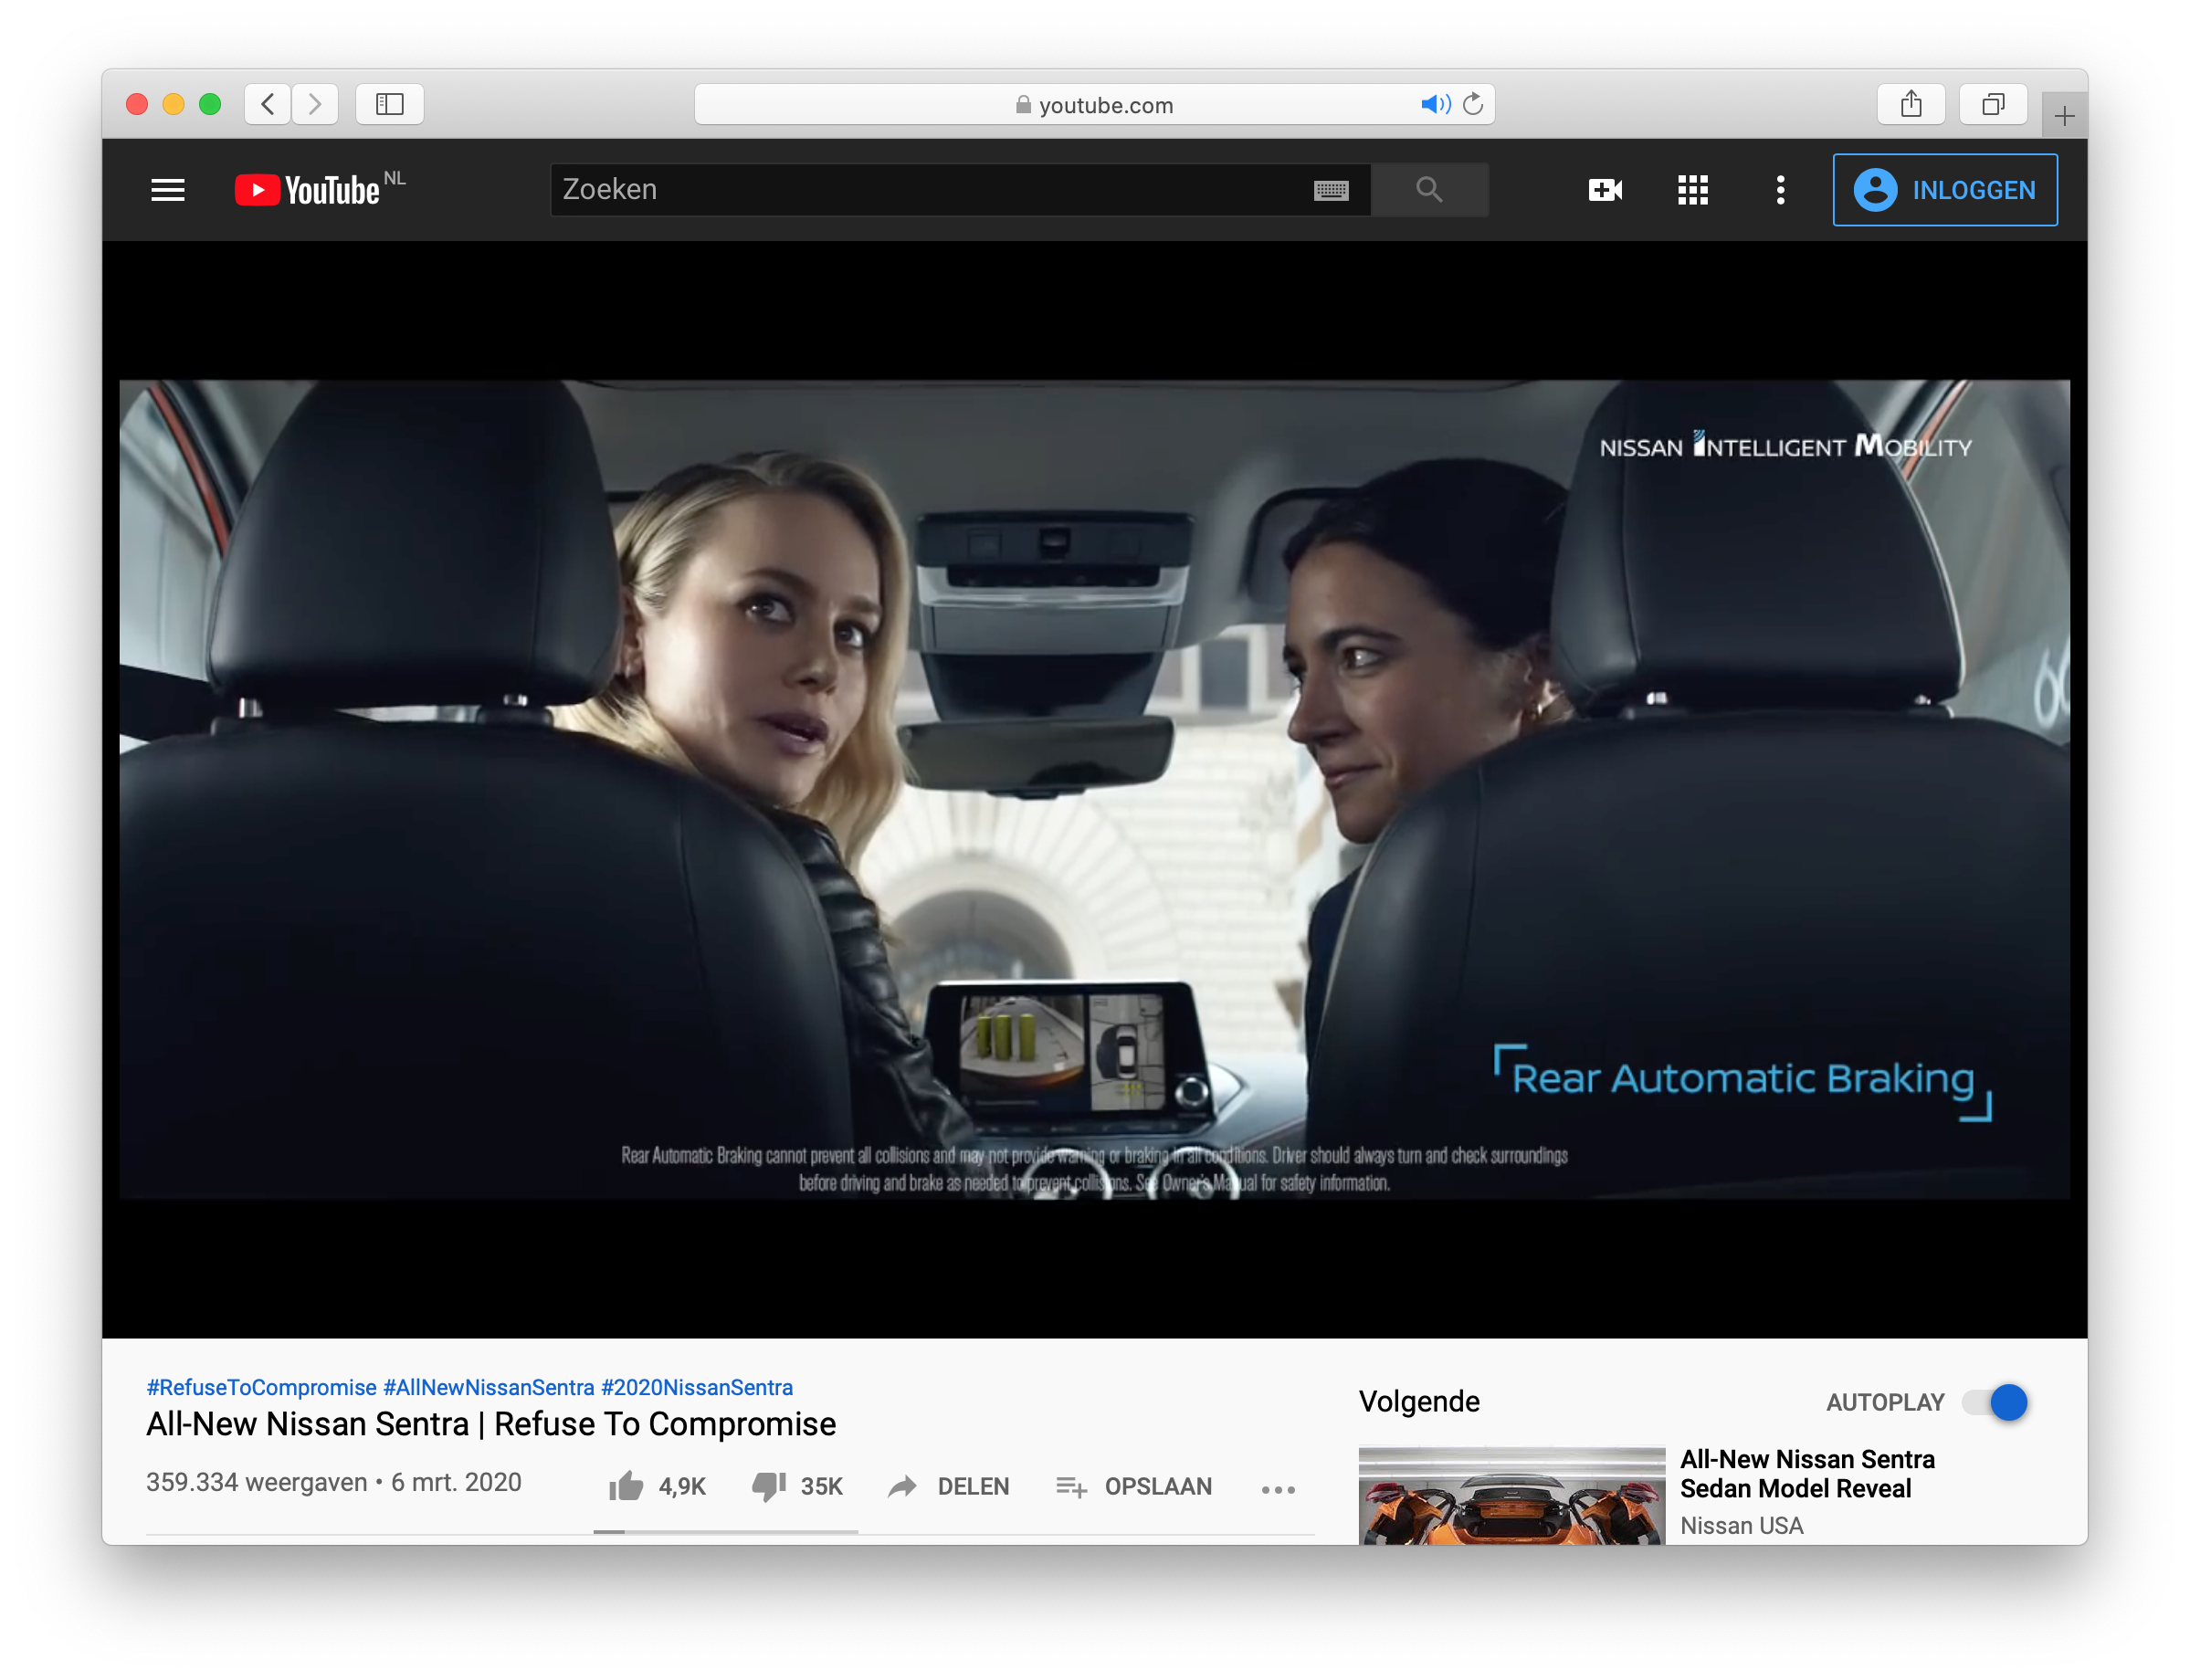 youtube.com
YouTube NL
Zoeken
INLOGGEN
NISSAN INTELLIGENT MOBILITY
60
Rear Automatic Braking
Rear Automatic Braking cannot prevent all collisions and may not provide warning or braking in all conditions. Driver should always turn and check surroundings
before driving and brake as needed to prevent collisions. See Owner's Manual for safety information.
#RefuseToCompromise #AllNewNissanSentra #2020NissanSentra
All-New Nissan Sentra | Refuse To Compromise
359.334 weergaven • 6 mrt. 2020
4,9K
35K
DELEN
OPSLAAN
Volgende
AUTOPLAY
All-New Nissan Sentra
Sedan Model Reveal
Nissan USA